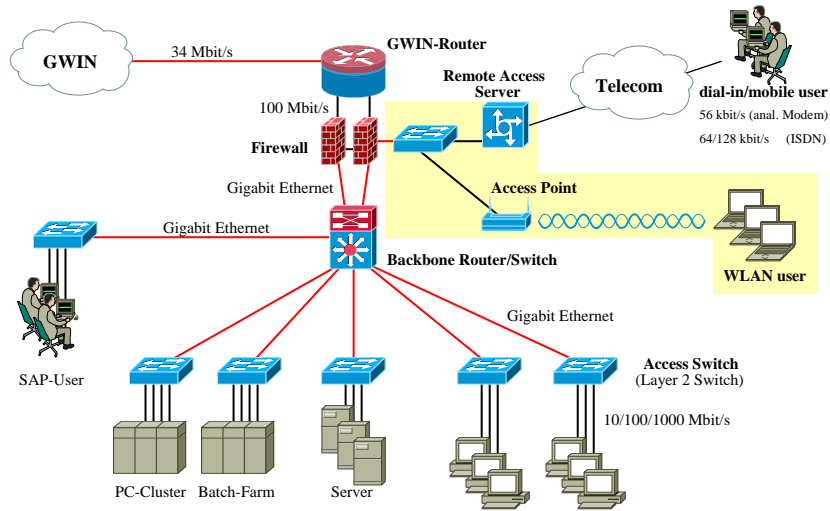 GWIN
34 Mbit/s
GWIN-Router
Remote Access
Server
Telecom
dial-in/mobile user
56 kbit/s (anal. Modem)
64/128 kbit/s (ISDN)
100 Mbit/s
Firewall
Gigabit Ethernet
Access Point
WLAN user
Gigabit Ethernet
Backbone Router/Switch
SAP-User
Gigabit Ethernet
Access Switch
(Layer 2 Switch)
10/100/1000 Mbit/s
PC-Cluster
Batch-Farm
Server